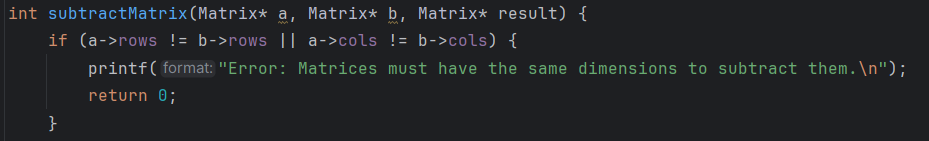 int subtractMatrix(Matrix* a, Matrix* b, Matrix* result) {
    if (a->rows != b->rows || a->cols != b->cols) {
        printf( format: "Error: Matrices must have the same dimensions to subtract them.\n");
        return 0;
    }